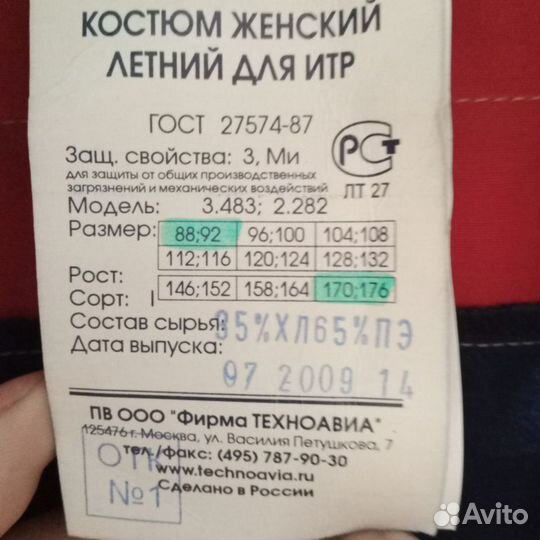 КОСТЮМ ЖЕНСКИЙ
ЛЕТНИЙ ДЛЯ ИТР
ГОСТ 27574-87
Защ. свойства: З, Ми
для защиты от общих производственных
загрязнений и механических воздействий
РСТ
ЛТ 27
Модель: 3.483; 2.282
Размер: 88;92 96;100 104;108
112;116 120;124 128;132
Рост: 146;152 158;164 170;176
Сорт: I
Состав сырья: 35%ХЛ65%ПЭ
Дата выпуска: 07 2009 14
ПВ ООО "Фирма ТЕХНОАВИА"
125476 г. Москва, ул. Василия Петушкова, 7
тел./факс: (495) 787-90-30
www.technoavia.ru
Сделано в России
ОТК
№1
Avito